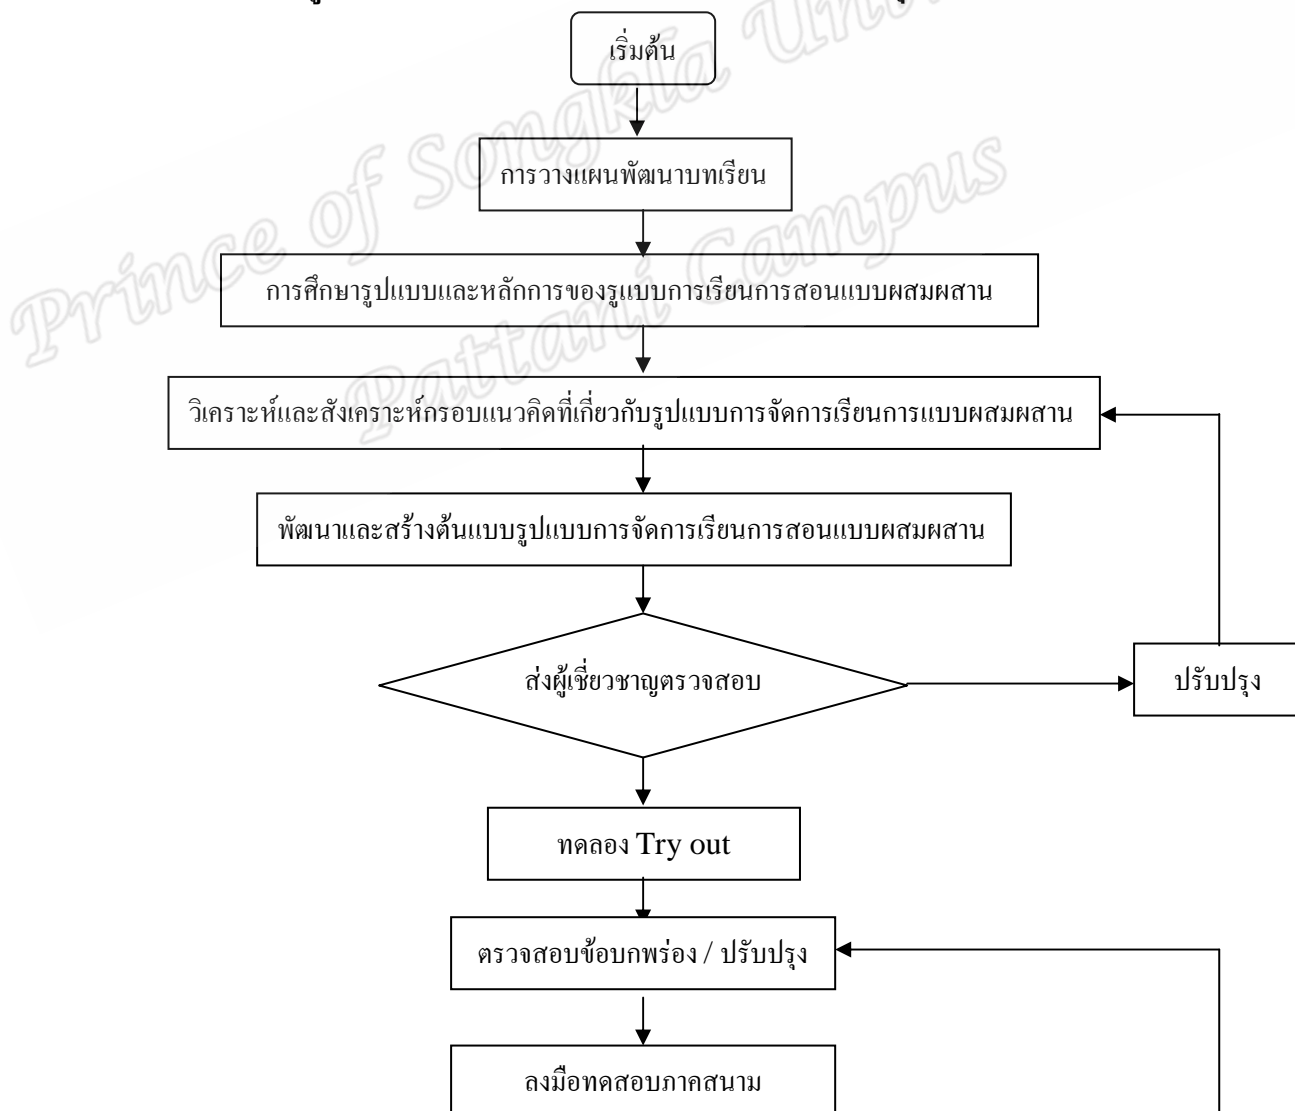 เริ่มต้น
การวางแผนพัฒนาบทเรียน
การศึกษารูปแบบและหลักการของรูแบบการเรียนการสอนแบบผสมผสาน
วิเคราะห์และสังเคราะห์กรอบแนวคิดที่เกี่ยวกับรูปแบบการจัดการเรียนการแบบผสมผสาน
พัฒนาและสร้างต้นแบบรูปแบบการจัดการเรียนการสอนแบบผสมผสาน
ส่งผู้เชี่ยวชาญตรวจสอบ
ปรับปรุง
ทดลอง Try out
ตรวจสอบข้อบกพร่อง / ปรับปรุง
ลงมือทดสอบภาคสนาม
Prince of Songkla
Pattani Campus